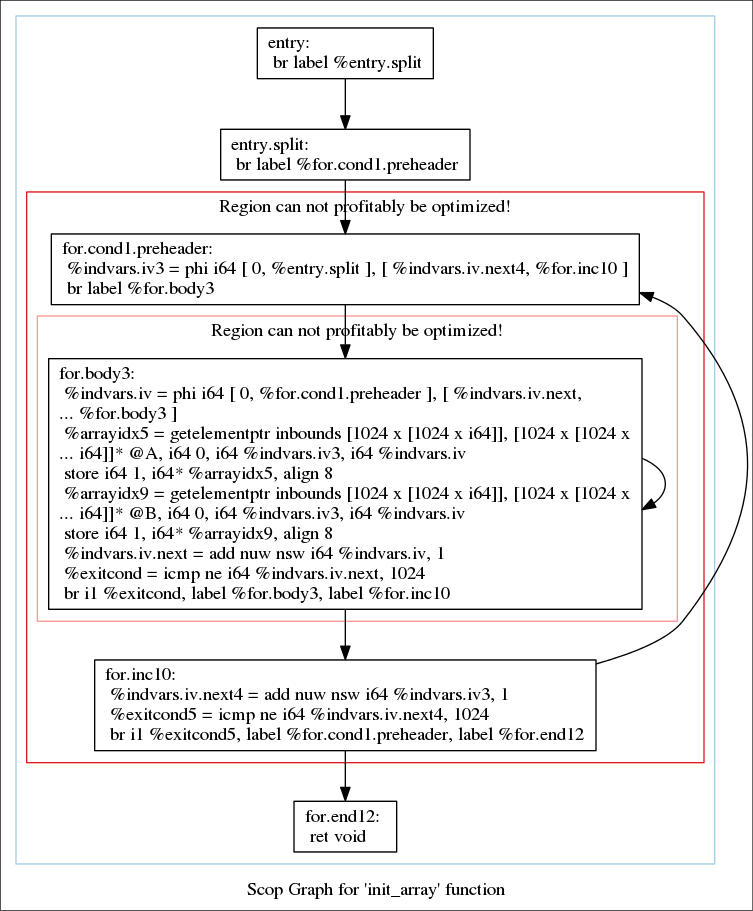 entry:
br label %entry.split
entry.split:
br label %for.cond1.preheader
Region can not profitably be optimized!
for.cond1.preheader:
%indvars.iv3 = phi i64 [ 0, %entry.split ], [ %indvars.iv.next4, %for.inc10 ]
br label %for.body3
Region can not profitably be optimized!
for.body3:
%indvars.iv = phi i64 [ 0, %for.cond1.preheader ], [ %indvars.iv.next,
... %for.body3 ]
%arrayidx5 = getelementptr inbounds [1024 x [1024 x i64]], [1024 x [1024 x
... i64]]* @A, i64 0, i64 %indvars.iv3, i64 %indvars.iv
store i64 1, i64* %arrayidx5, align 8
%arrayidx9 = getelementptr inbounds [1024 x [1024 x i64]], [1024 x [1024 x
... i64]]* @B, i64 0, i64 %indvars.iv3, i64 %indvars.iv
store i64 1, i64* %arrayidx9, align 8
%indvars.iv.next = add nuw nsw i64 %indvars.iv, 1
%exitcond = icmp ne i64 %indvars.iv.next, 1024
br i1 %exitcond, label %for.body3, label %for.inc10
for.inc10:
%indvars.iv.next4 = add nuw nsw i64 %indvars.iv3, 1
%exitcond5 = icmp ne i64 %indvars.iv.next4, 1024
br i1 %exitcond5, label %for.cond1.preheader, label %for.end12
for.end12:
ret void
Scop Graph for 'init_array' function